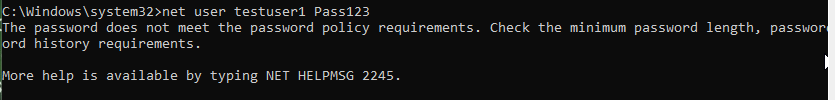 C:\Windows\system32>net user testuser1 Pass123
The password does not meet the password policy requirements. Check the minimum password length, passwor
ord history requirements.
More help is available by typing NET HELPMSG 2245.